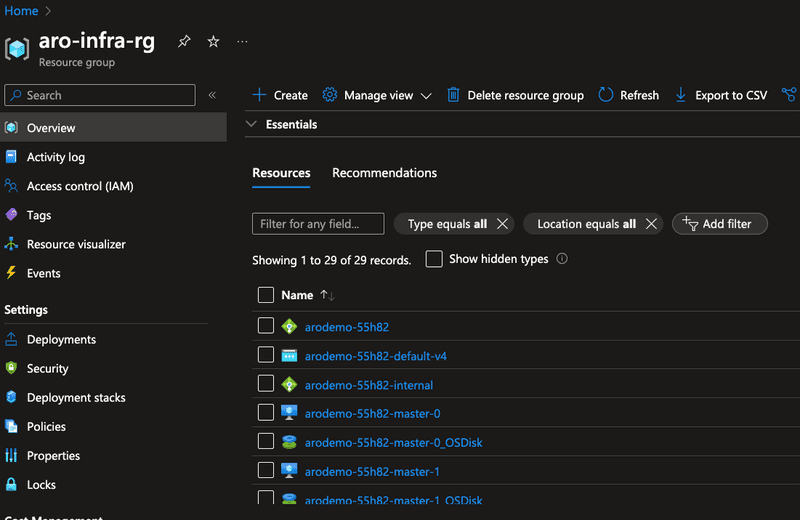 Home
aro-infra-rg
Resource group
Search
Overview
Activity log
Access control (IAM)
Tags
Resource visualizer
Events
Settings
Deployments
Security
Deployment stacks
Policies
Properties
Locks
Cost Management
Create Manage view Delete resource group Refresh Export to CSV
Essentials
Resources Recommendations
Filter for any field... Type equals all Location equals all Add filter
Showing 1 to 29 of 29 records. Show hidden types
Name
arodemo-55h82
arodemo-55h82-default-v4
arodemo-55h82-internal
arodemo-55h82-master-0
arodemo-55h82-master-0_OSDisk
arodemo-55h82-master-1
arodemo-55h82-master-1_OSDisk